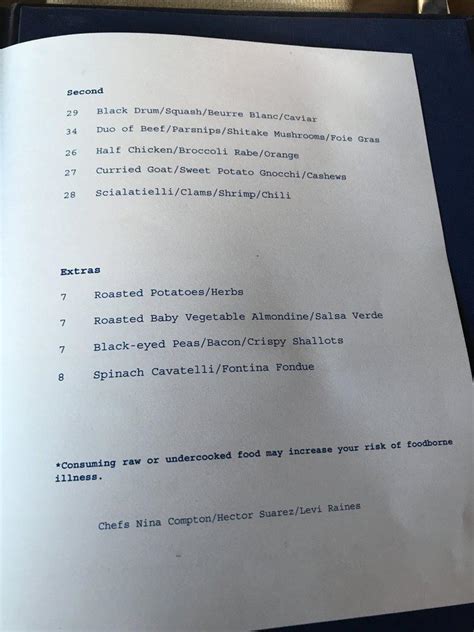 Second
29 Black Drum/Squash/Beurre Blanc/Caviar
34 Duo of Beef/Parsnips/Shitake Mushrooms/Foie Gras
26 Half Chicken/Broccoli Rabe/Orange
27 Curried Goat/Sweet Potato Gnocchi/Cashews
28 Scialatielli/Clams/Shrimp/Chili
Extras
7 Roasted Potatoes/Herbs
7 Roasted Baby Vegetable Almondine/Salsa Verde
7 Black-eyed Peas/Bacon/Crispy Shallots
8 Spinach Cavatelli/Fontina Fondue
*Consuming raw or undercooked food may increase your risk of foodborne
illness.
Chefs Nina Compton/Hector Suarez/Levi Raines